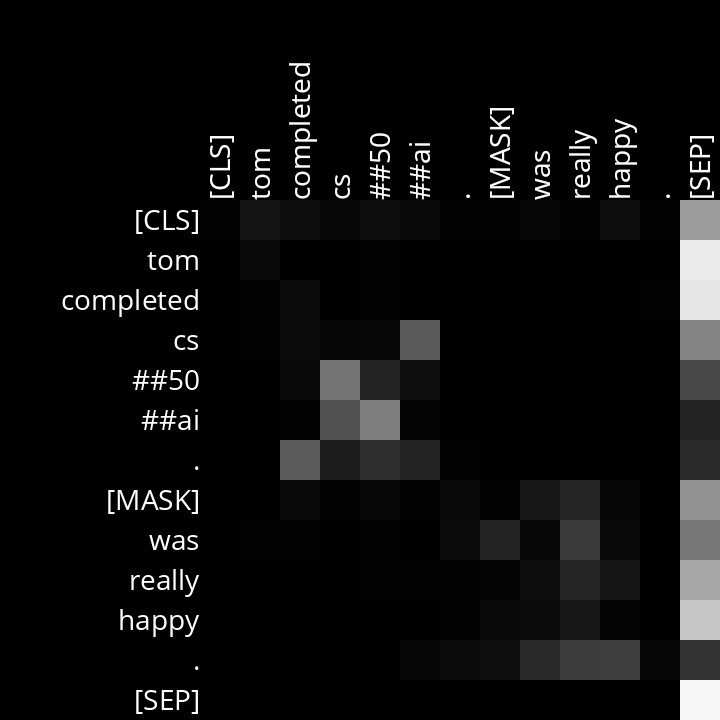 [CLS]
tom
completed
cs
##50
##ai
.
[MASK]
was
really
happy
.
[SEP]
[CLS]
tom
completed
cs
##50
##ai
.
[MASK]
was
really
happy
.
[SEP]